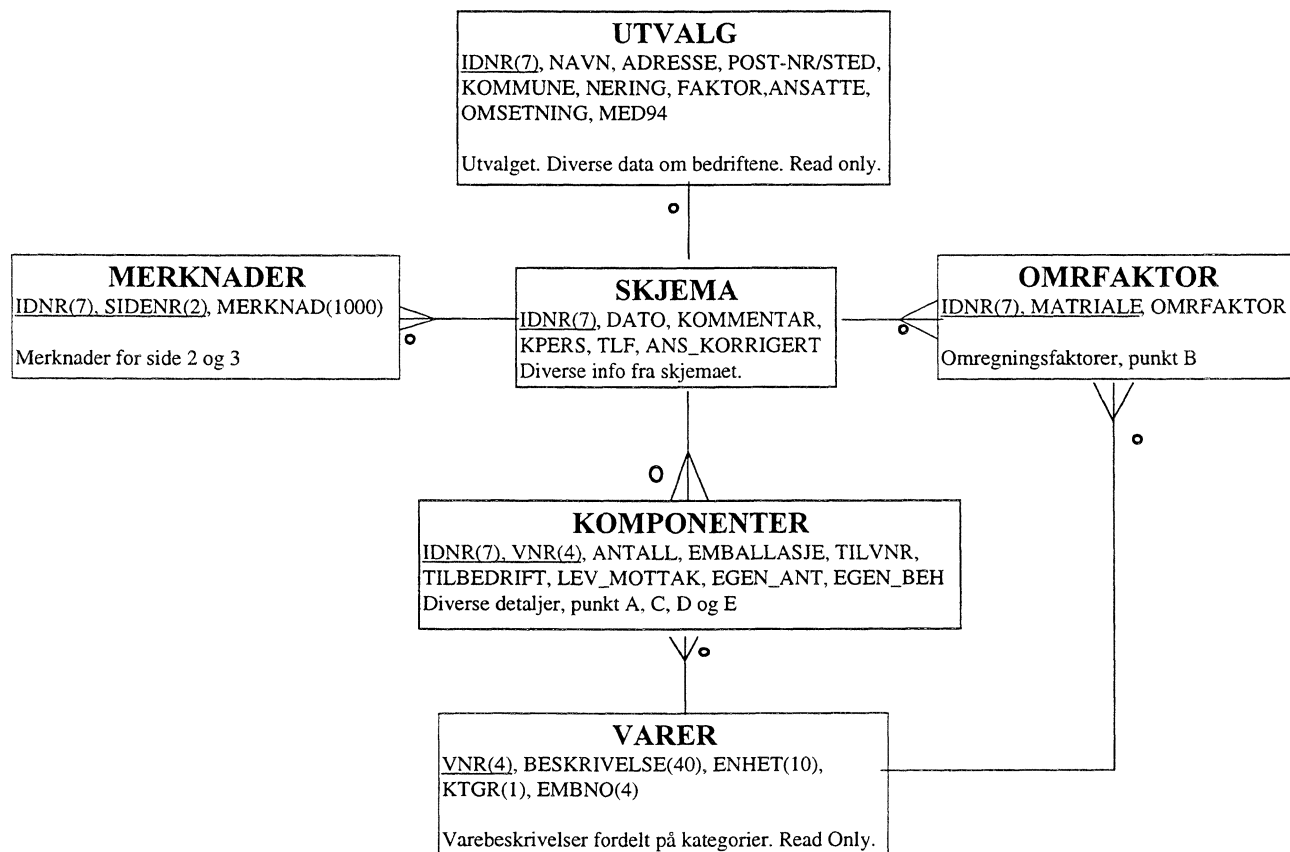 UTVALG
IDNR(7), NAVN, ADRESSE, POST-NR/STED,
KOMMUNE, NERING, FAKTOR,ANSATTE,
OMSETNING, MED94
Utvalget. Diverse data om bedriftene. Read only.
MERKNADER
IDNR(7), SIDENR(2), MERKNAD(1000)
Merknader for side 2 og 3
SKJEMA
IDNR(7), DATO, KOMMENTAR,
KPERS, TLF, ANS_KORRIGERT
Diverse info fra skjemaet.
OMRFAKTOR
IDNR(7), MATRIALE, OMRFAKTOR
Omregningsfaktorer, punkt B
KOMPONENTER
IDNR(7), VNR(4), ANTALL, EMBALLASJE, TILVNR,
TILBEDRIFT, LEV_MOTTAK, EGEN_ANT, EGEN_BEH
Diverse detaljer, punkt A, C, D og E
VARER
VNR(4), BESKRIVELSE(40), ENHET(10),
KTGR(1), EMBNO(4)
Varebeskrivelser fordelt på kategorier. Read Only.